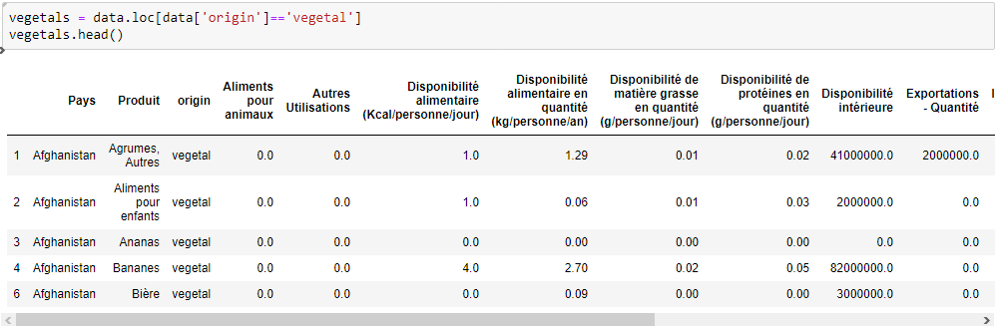 vegetals = data.loc[data['origin']=='vegetal']
vegetals.head()
Pays Produit origin Aliments pour animaux Autres Utilisations Disponibilité alimentaire (Kcal/personne/jour) Disponibilité alimentaire en quantité (kg/personne/an) Disponibilité de matière grasse en quantité (g/personne/jour) Disponibilité de protéines en quantité (g/personne/jour) Disponibilité intérieure Exportations - Quantité
1 Afghanistan Agrumes, Autres vegetal 0.0 0.0 1.0 1.29 0.01 0.02 41000000.0 2000000.0
2 Afghanistan Aliments pour enfants vegetal 0.0 0.0 1.0 0.06 0.01 0.03 2000000.0 0.0
3 Afghanistan Ananas vegetal 0.0 0.0 0.0 0.00 0.00 0.00 0.0 0.0
4 Afghanistan Bananes vegetal 0.0 0.0 4.0 2.70 0.02 0.05 82000000.0 0.0
6 Afghanistan Bière vegetal 0.0 0.0 0.0 0.09 0.00 0.00 3000000.0 0.0